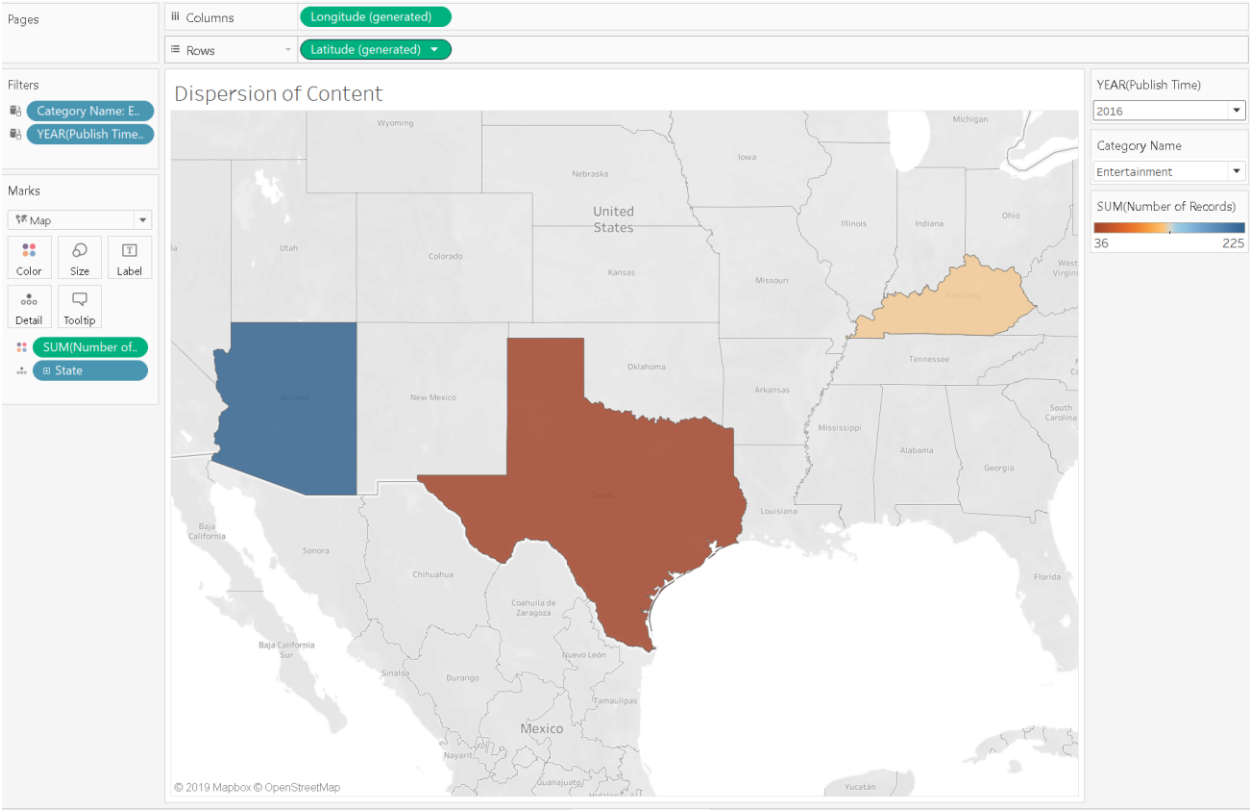 Pages
Columns
Longitude (generated)
Rows
Latitude (generated)
Filters
Category Name: E..
YEAR(Publish Time..
Marks
Map
Color
Size
Label
Detail
Tooltip
SUM(Number of..
State
Dispersion of Content
Wyoming
Michigan
Iowa
Nebraska
United
States
Illinois
Indiana
Ohio
Utah
Colorado
Kansas
Missouri
West
Virgini
Kentucky
Tennessee
Oklahoma
Arkansas
Arizona
New Mexico
South
Carolina
Mississippi
Alabama
Georgia
Texas
Louisiana
Baja
California
Sonora
Chihuahua
Florida
Coahuila de
Zaragoza
Baja California
Sur
Nuevo León
Sinaloa
Durango
Tamaulipas
Mexico
Nayarit
Guanajuato
Yucatán
© 2019 Mapbox © OpenStreetMap
YEAR(Publish Time)
2016
Category Name
Entertainment
SUM(Number of Records)
36 225